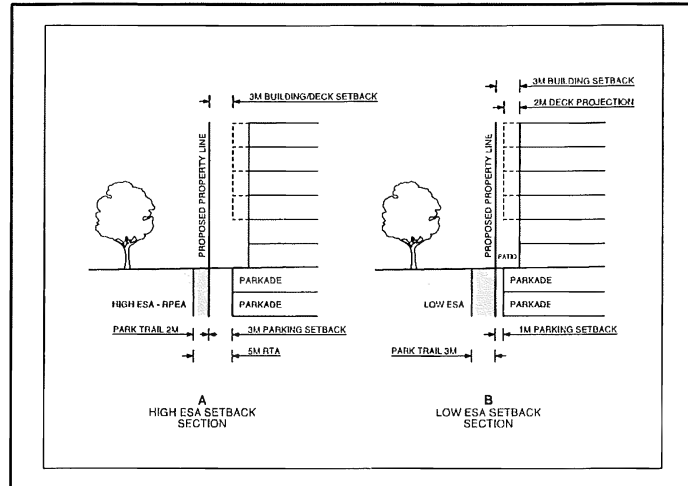 3M BUILDING/DECK SETBACK
PROPOSED PROPERTY LINE
PARKADE
HIGH ESA - RPEA
PARKADE
PARK TRAIL 2M
3M PARKING SETBACK
5M RTA
A
HIGH ESA SETBACK
SECTION
3M BUILDING SETBACK
2M DECK PROJECTION
PROPOSED PROPERTY LINE
PATIO
PARKADE
LOW ESA
PARKADE
1M PARKING SETBACK
PARK TRAIL 3M
B
LOW ESA SETBACK
SECTION